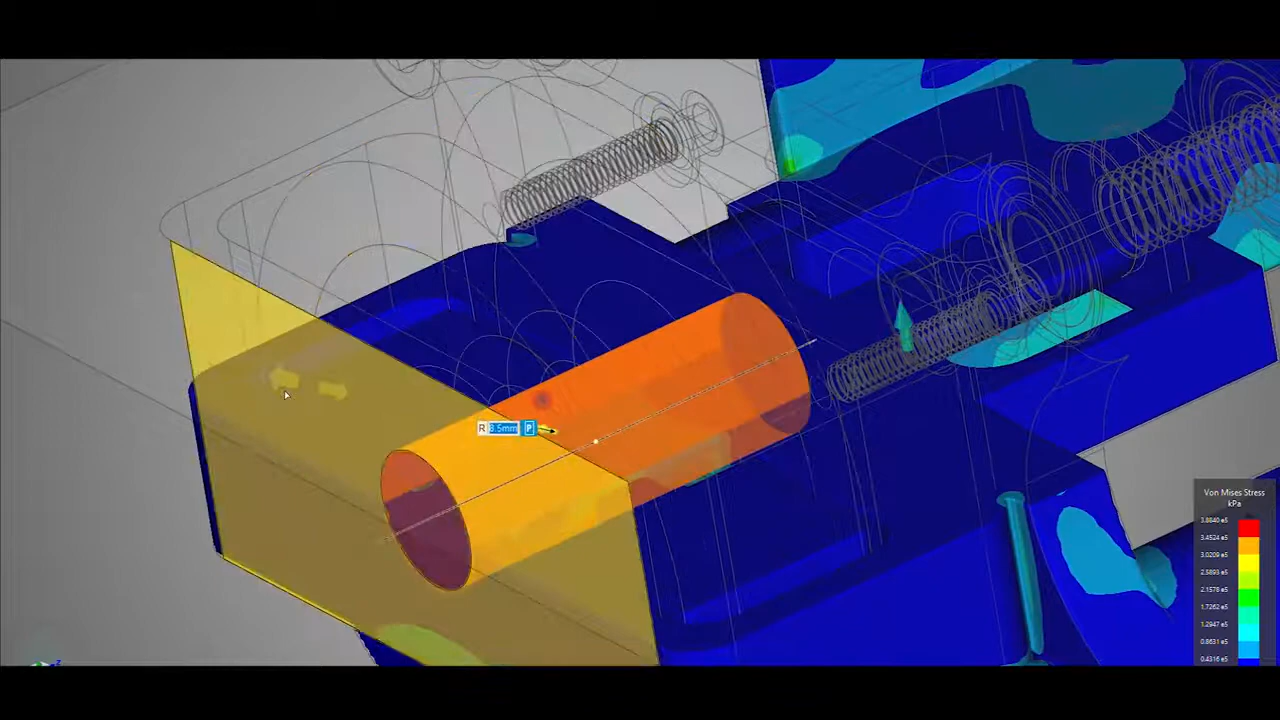 R 8.5mm P
Von Mises Stress
kPa
3.8840 e5
3.4524 e5
3.0209 e5
2.5893 e5
2.1578 e5
1.7262 e5
1.2947 e5
0.8631 e5
0.4316 e5
z